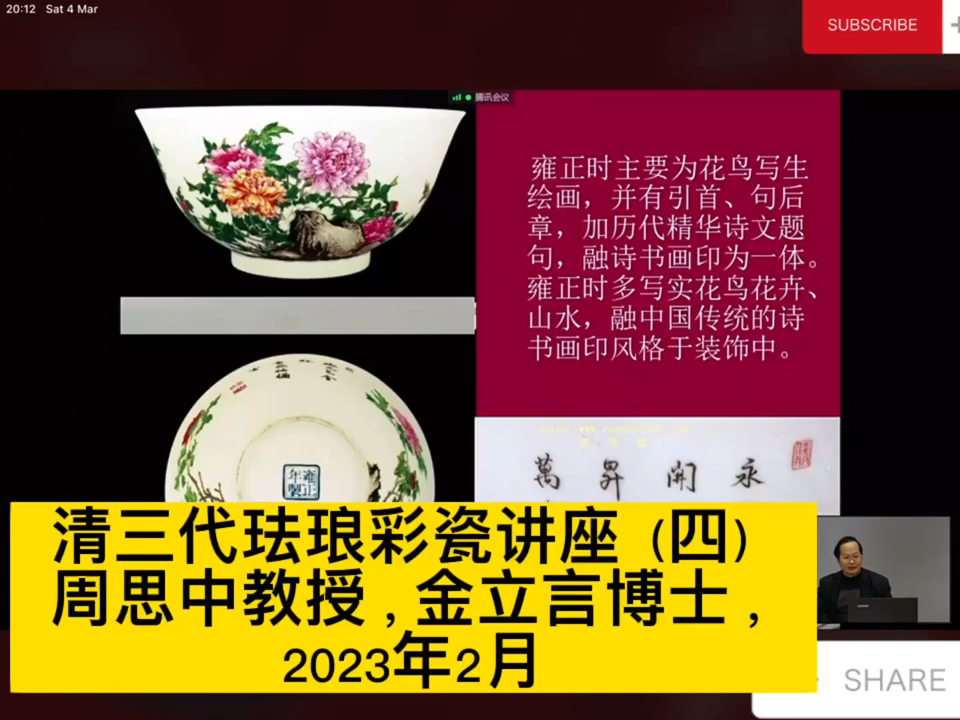 20:12 Sat 4 Mar
SUBSCRIBE
腾讯会议
雍正时主要为花鸟写生
绘画，并有引首、句后
章，加历代精华诗文题
句，融诗书画印为一体。
雍正时多写实花鸟花卉、
山水，融中国传统的诗
书画印风格于装饰中。
雍正
年製
萬 昇 開 永
清三代珐琅彩瓷讲座（四）
周思中教授，金立言博士，
2023年2月
SHARE